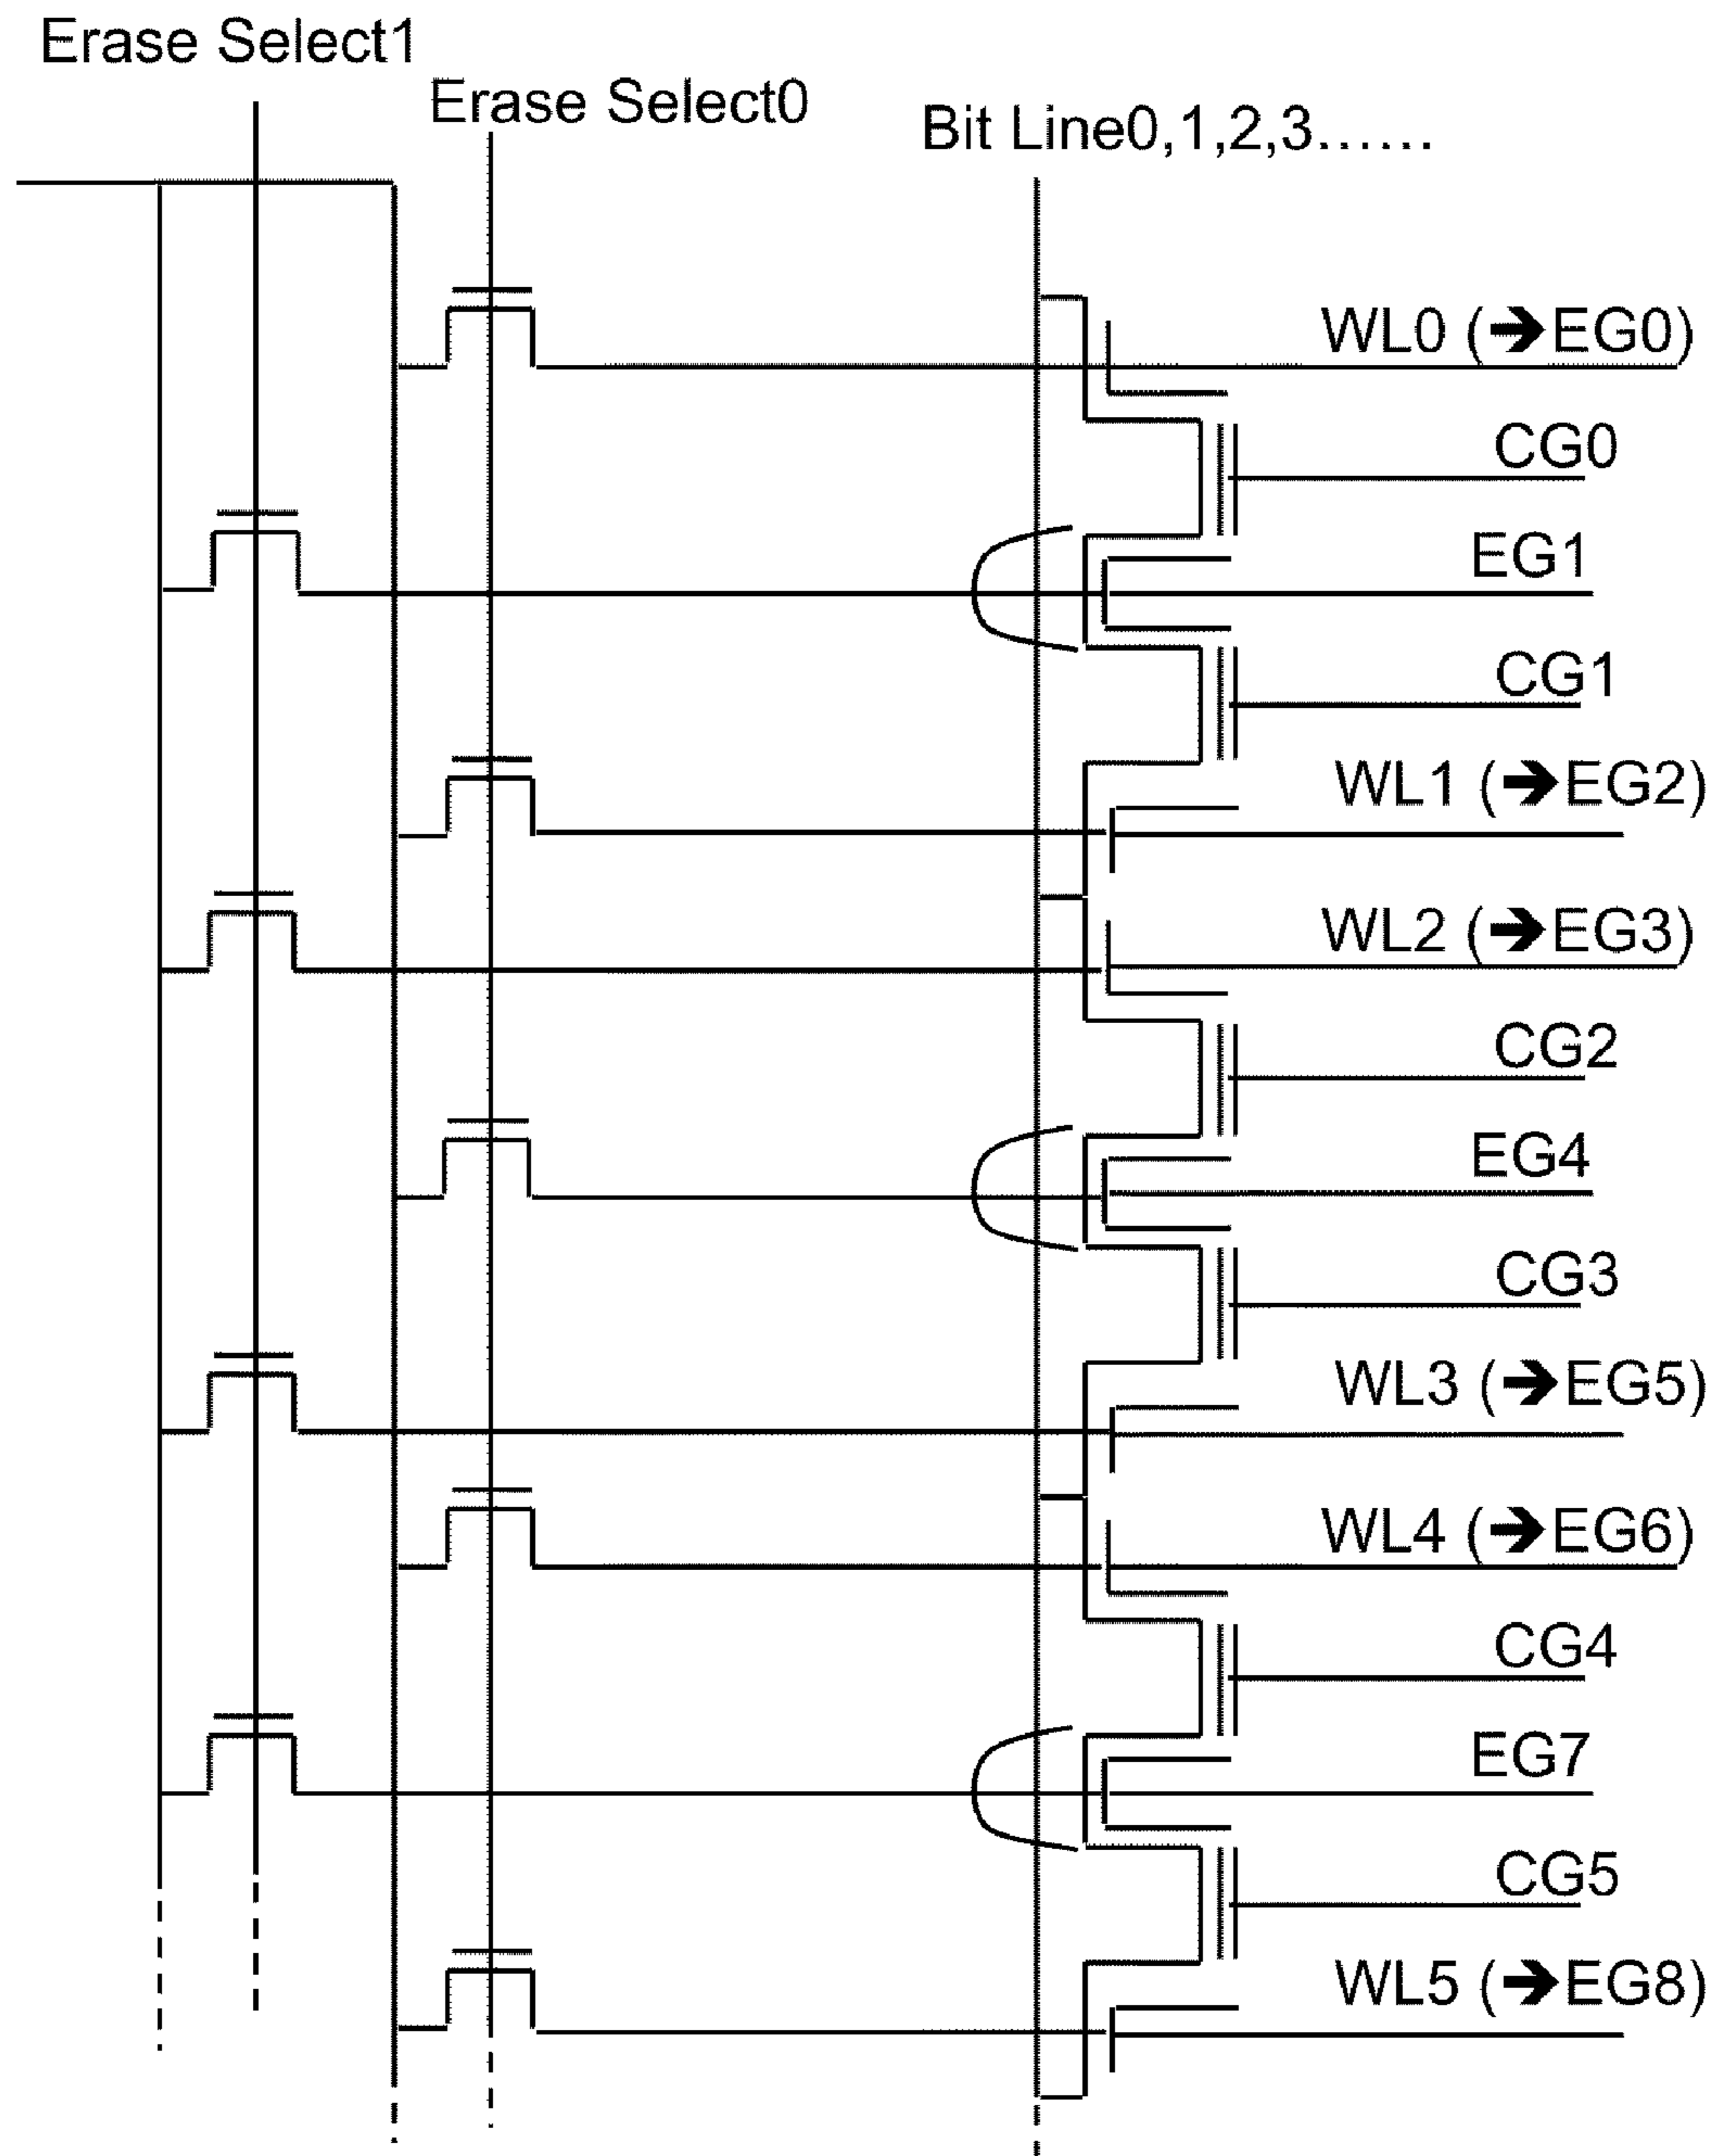 Erase Select1
Erase Select0
Bit Line0,1,2,3......
WL0 (➔EG0)
CG0
EG1
CG1
WL1 (➔EG2)
WL2 (➔EG3)
CG2
EG4
CG3
WL3 (➔EG5)
WL4 (➔EG6)
CG4
EG7
CG5
WL5 (➔EG8)